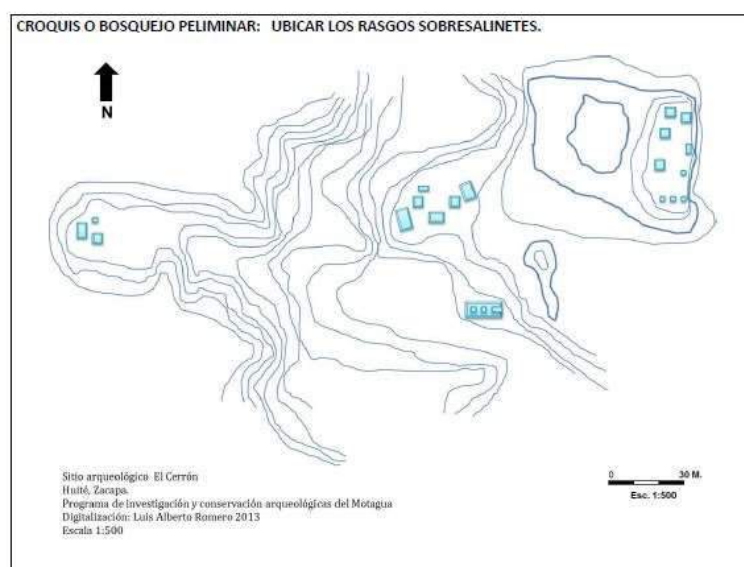 CROQUIS O BOSQUEJO PELIMINAR: UBICAR LOS RASGOS SOBRESALINETES.
N
Sitio arqueológico El Cerrón
Huité, Zacapa.
Programa de investigación y conservación arqueológicas del Motagua
Digitalización: Luis Alberto Romero 2013
Escala 1:500
0 30 M.
Esc. 1:500